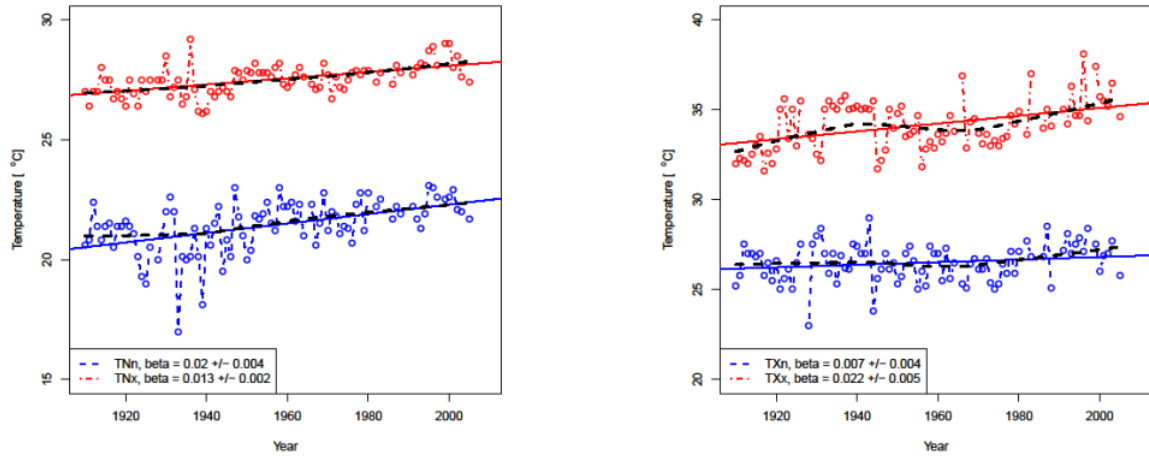 30
25
20
15
Temperature [ °C]
TNn, beta = 0.02 +/− 0.004
TNx, beta = 0.013 +/− 0.002
1920 1940 1960 1980 2000
Year
40
35
30
25
20
Temperature [ °C]
TXn, beta = 0.007 +/− 0.004
TXx, beta = 0.022 +/− 0.005
1920 1940 1960 1980 2000
Year